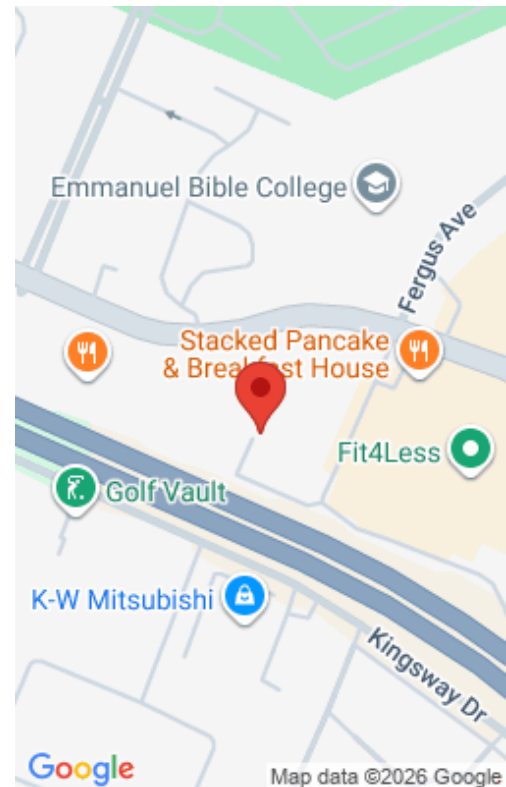 Emmanuel Bible College
Fergus Ave
Stacked Pancake
& Breakfast House
Fit4Less
Golf Vault
K-W Mitsubishi
Kingsway Dr
Google
Map data ©2026 Google